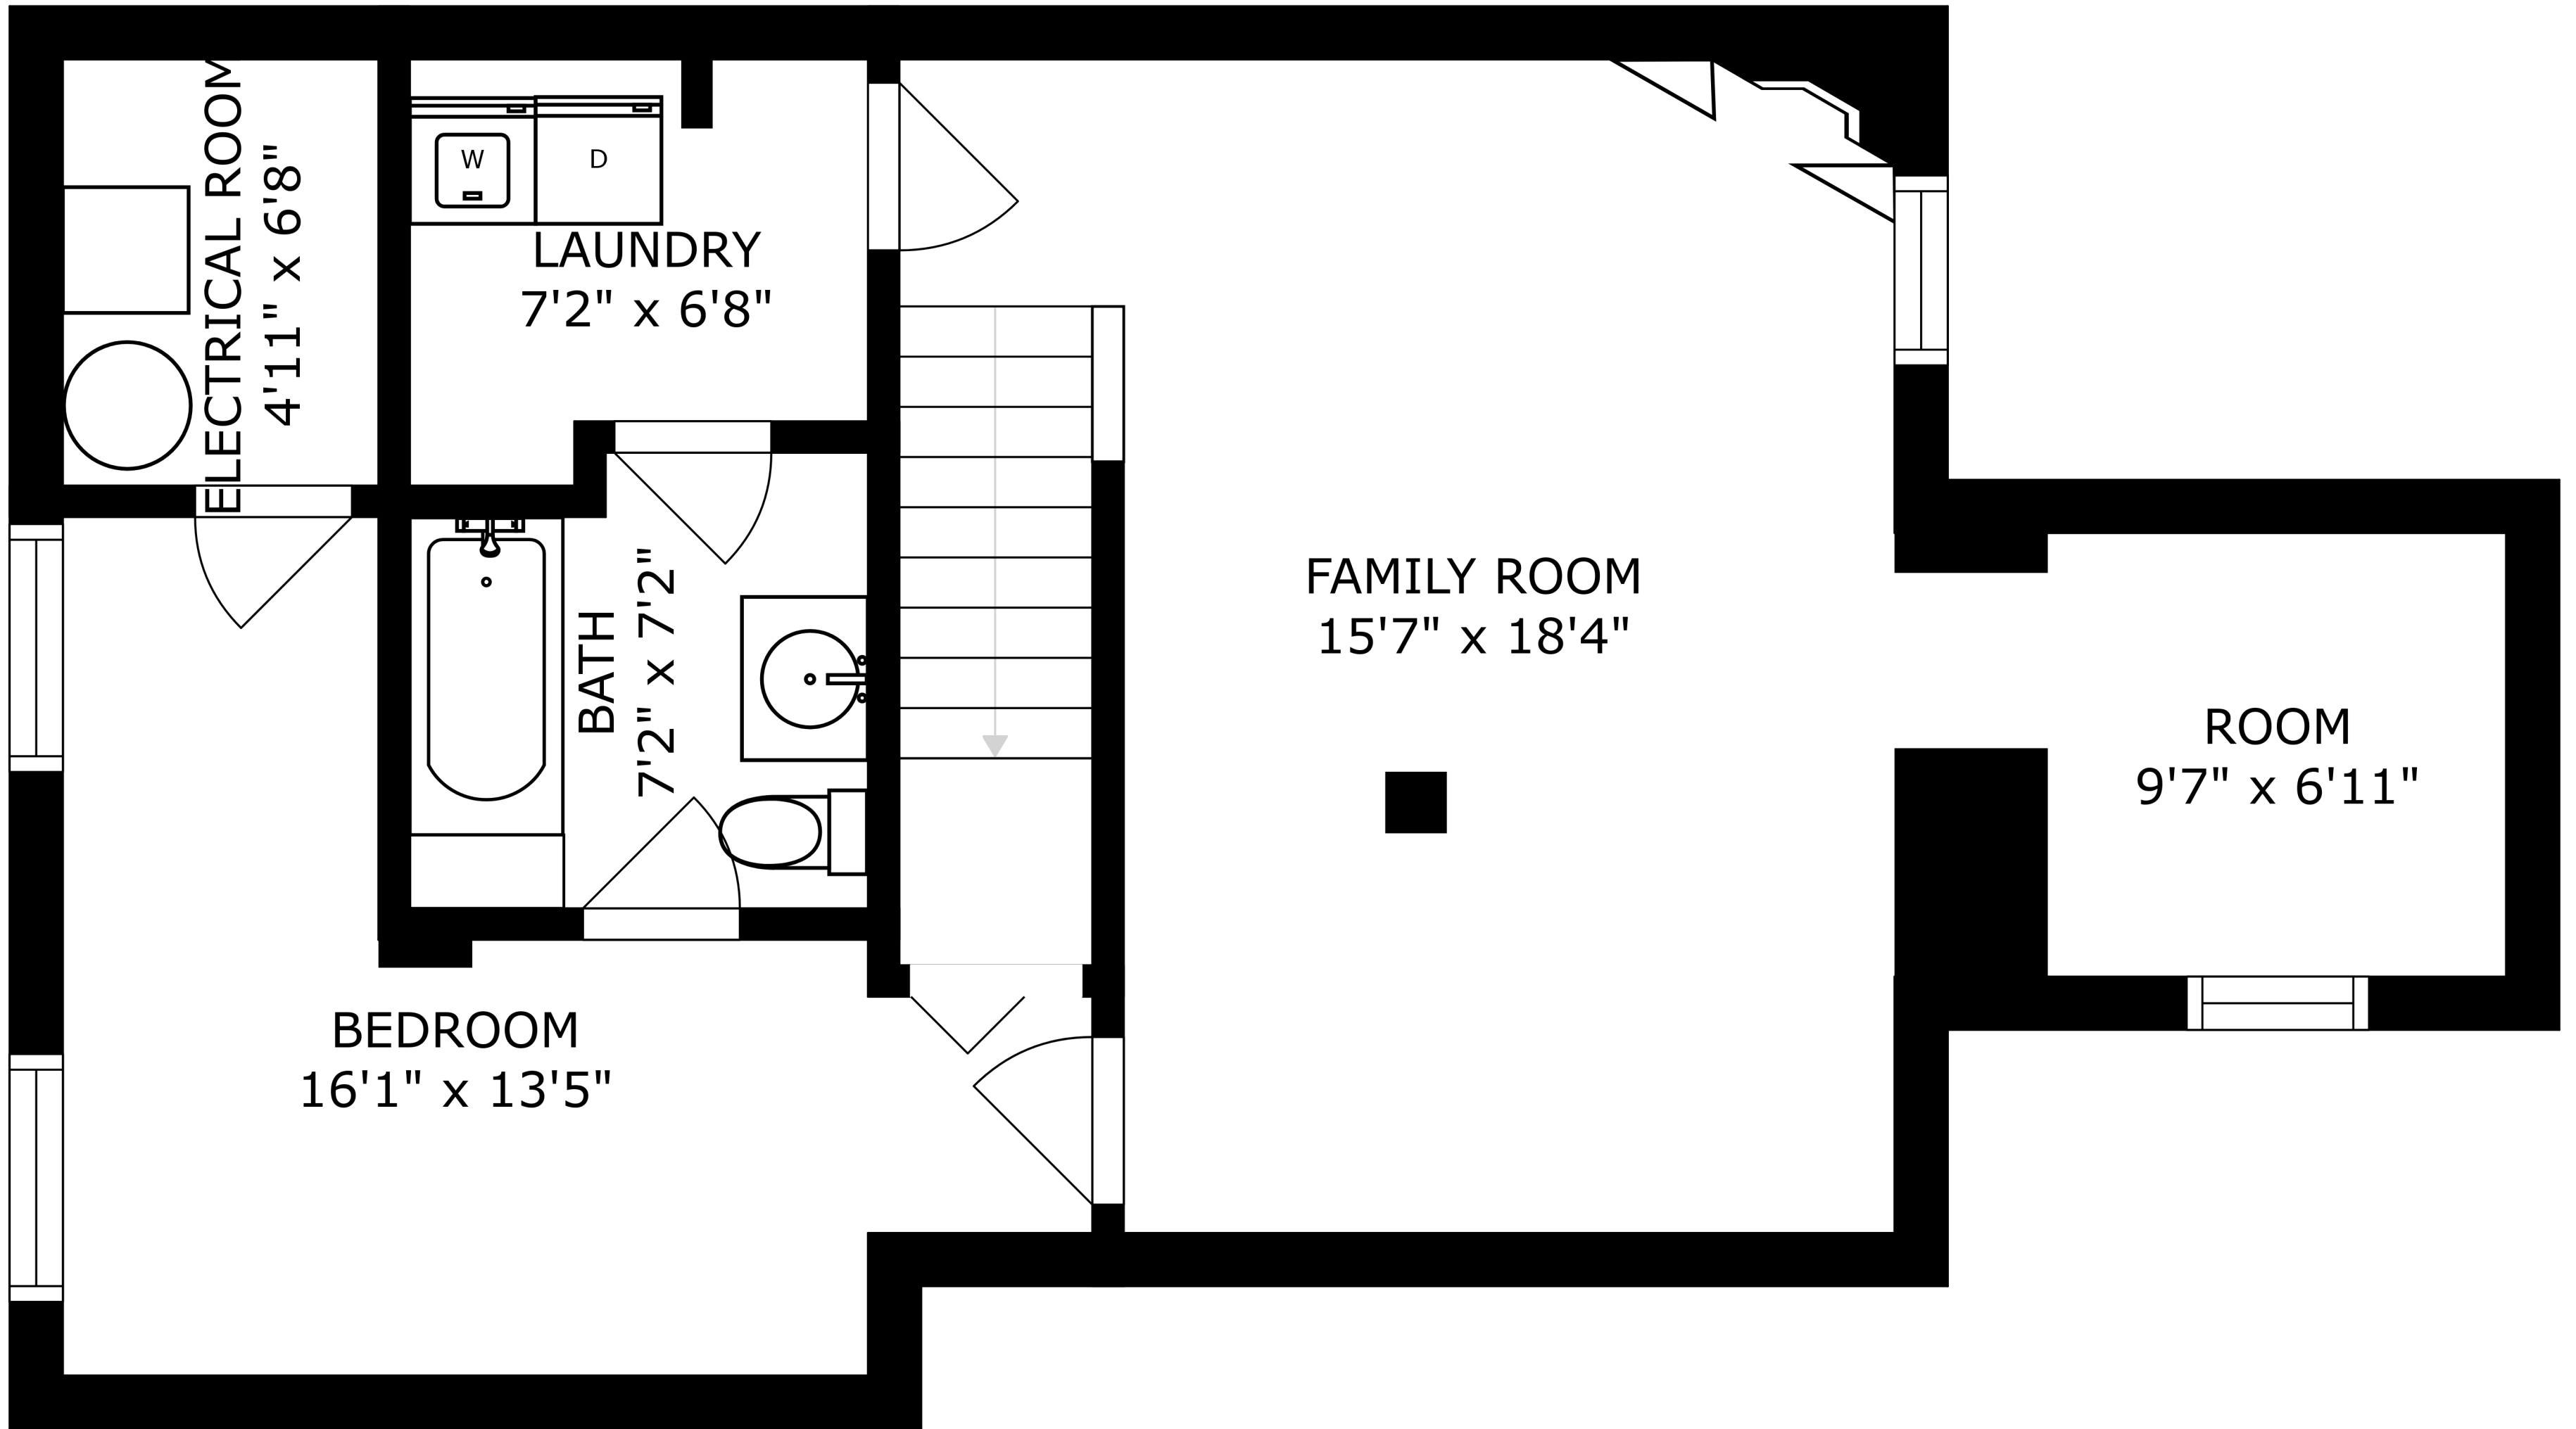 ELECTRICAL ROOM
4'11" x 6'8"
W
D
LAUNDRY
7'2" x 6'8"
BATH
7'2" x 7'2"
FAMILY ROOM
15'7" x 18'4"
ROOM
9'7" x 6'11"
BEDROOM
16'1" x 13'5"